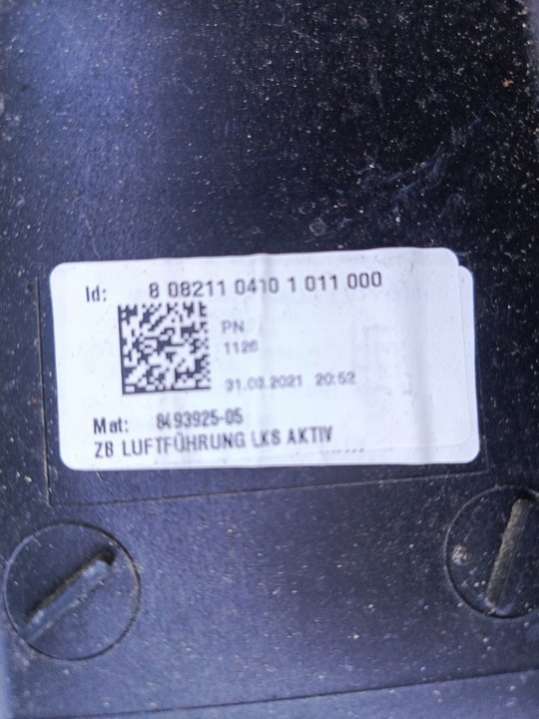 Id: 8 08211 0410 1 011 000
PN
1126
31.03.2021 20:52
Mat: 8493925-05
ZB LUFTFÜHRUNG LKS AKTIV